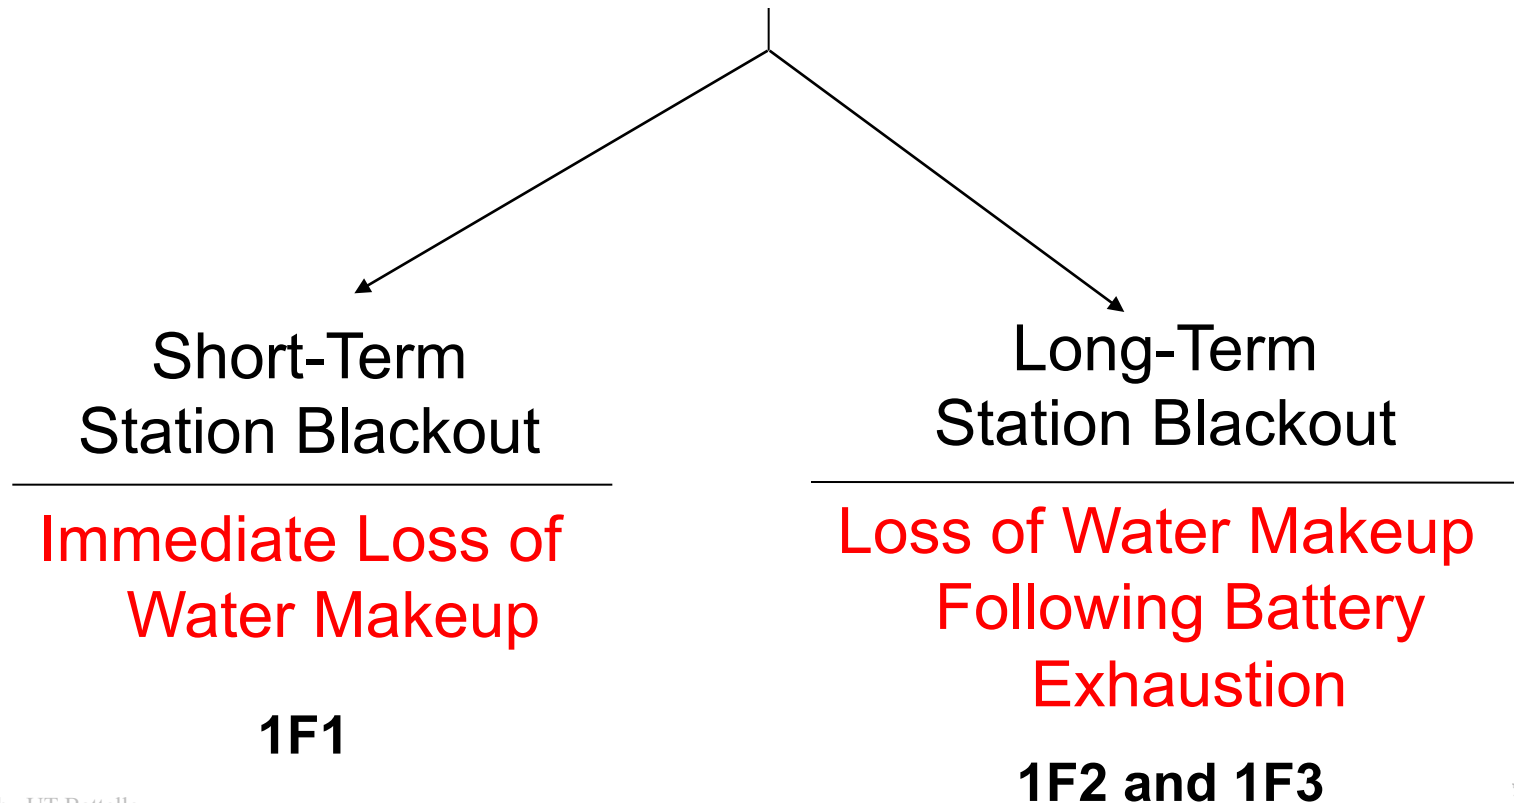 Short-Term
Station Blackout
Immediate Loss of
Water Makeup
1F1
Long-Term
Station Blackout
Loss of Water Makeup
Following Battery
Exhaustion
1F2 and 1F3